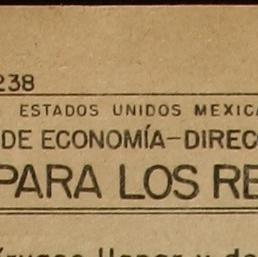 238
ESTADOS UNIDOS MEXICA
DE ECONOMÍA—DIREC
PARA LOS RE